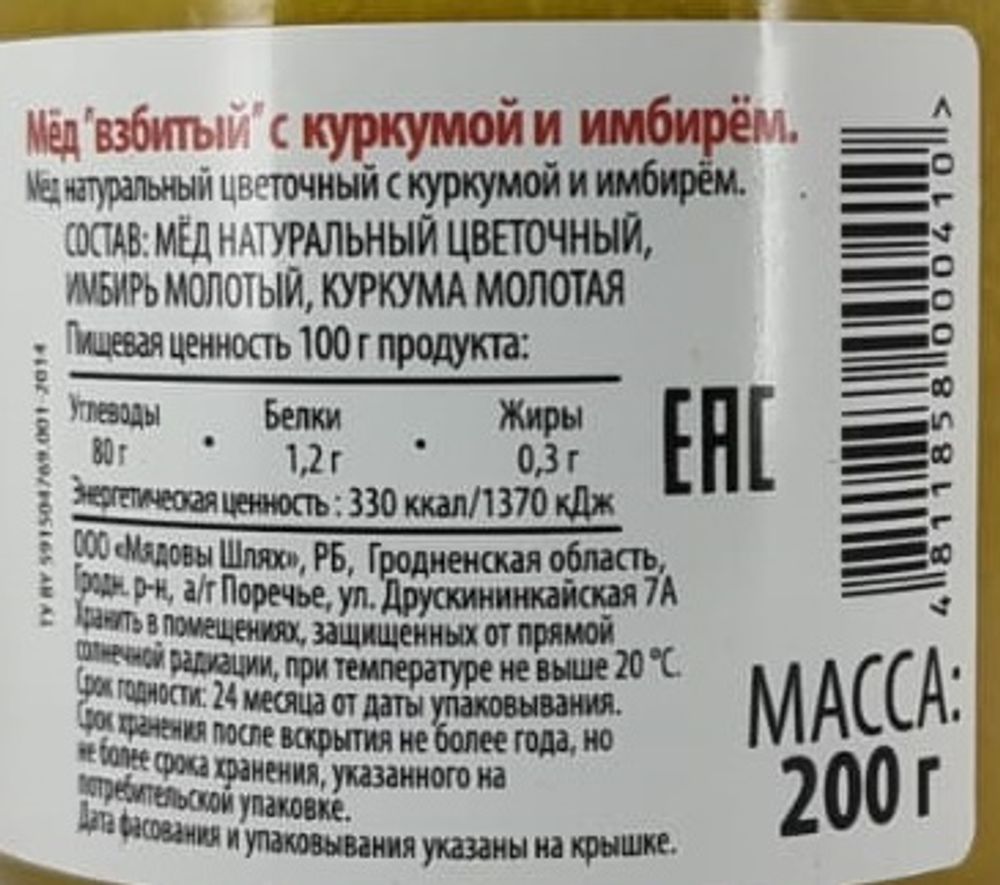 Мёд "взбитый" с куркумой и имбирём.
Мёд натуральный цветочный с куркумой и имбирём.
СОСТАВ: МЁД НАТУРАЛЬНЫЙ ЦВЕТОЧНЫЙ,
ИМБИРЬ МОЛОТЫЙ, КУРКУМА МОЛОТАЯ
Пищевая ценность 100 г продукта:
Углеводы • Белки • Жиры
80 г 1,2 г 0,3 г
Энергетическая ценность : 330 ккал/1370 кДж
ООО «Мядовы Шлях», РБ, Гродненская область,
Гродн. р-н, а/г Поречье, ул. Друскининкайская 7А
Хранить в помещениях, защищенных от прямой
солнечной радиации, при температуре не выше 20 °С.
Срок годности: 24 месяца от даты упаковывания.
Срок хранения после вскрытия не более года, но
не более срока хранения, указанного на
потребительской упаковке.
Дата фасования и упаковывания указаны на крышке.
ТУ BY 591504769.001-2014
ЕАС
4 811858 000410 >
МАССА:
200 г